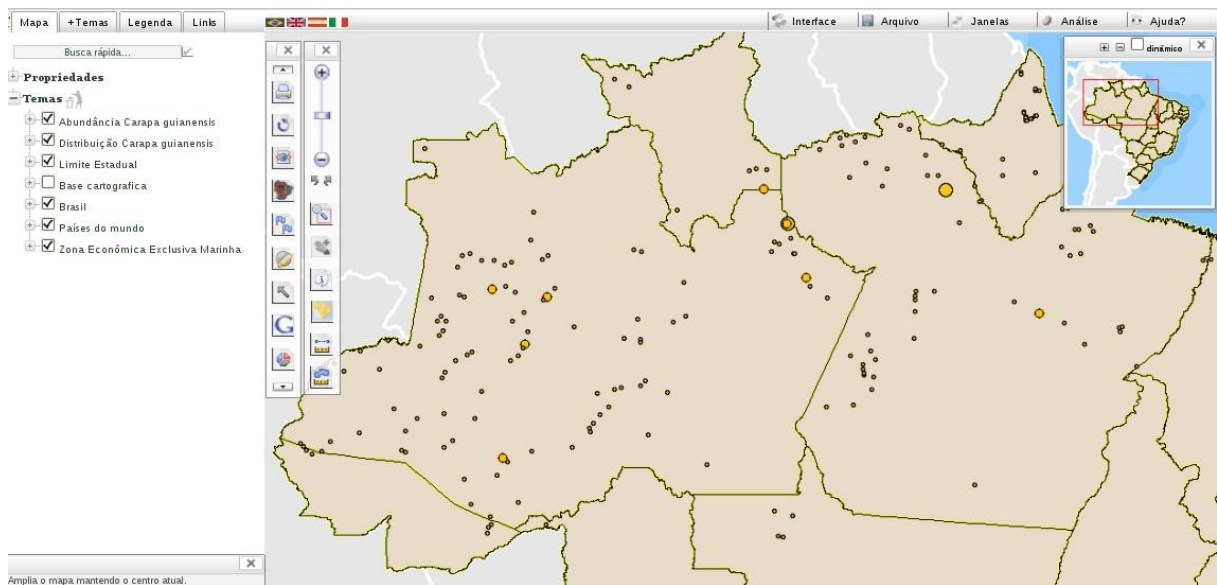 Mapa +Temas Legenda Links
Interface Arquivo Janelas Análise Ajuda?
Busca rápida...
Propriedades
Temas
Abundância Carapa guianensis
Distribuição Carapa guianensis
Limite Estadual
Base cartografica
Brasil
Países do mundo
Zona Econômica Exclusiva Marinha
dinâmico
Amplia o mapa mantendo o centro atual.